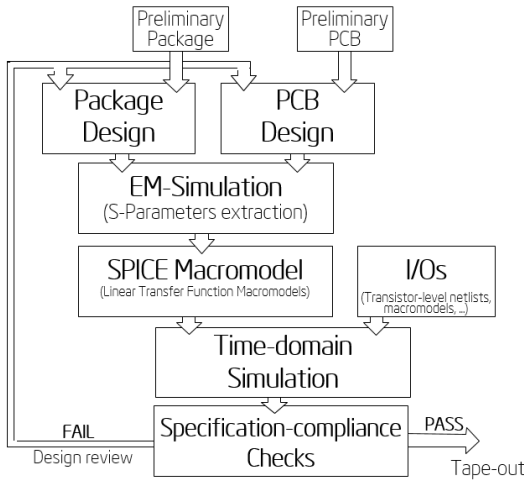 Preliminary
Package
Preliminary
PCB
Package
Design
PCB
Design
EM-Simulation
(S-Parameters extraction)
SPICE Macromodel
(Linear Transfer Function Macromodels)
I/Os
(Transistor-level netlists,
macromodels, ...)
Time-domain
Simulation
Specification-compliance
Checks
FAIL
Design review
PASS
Tape-out